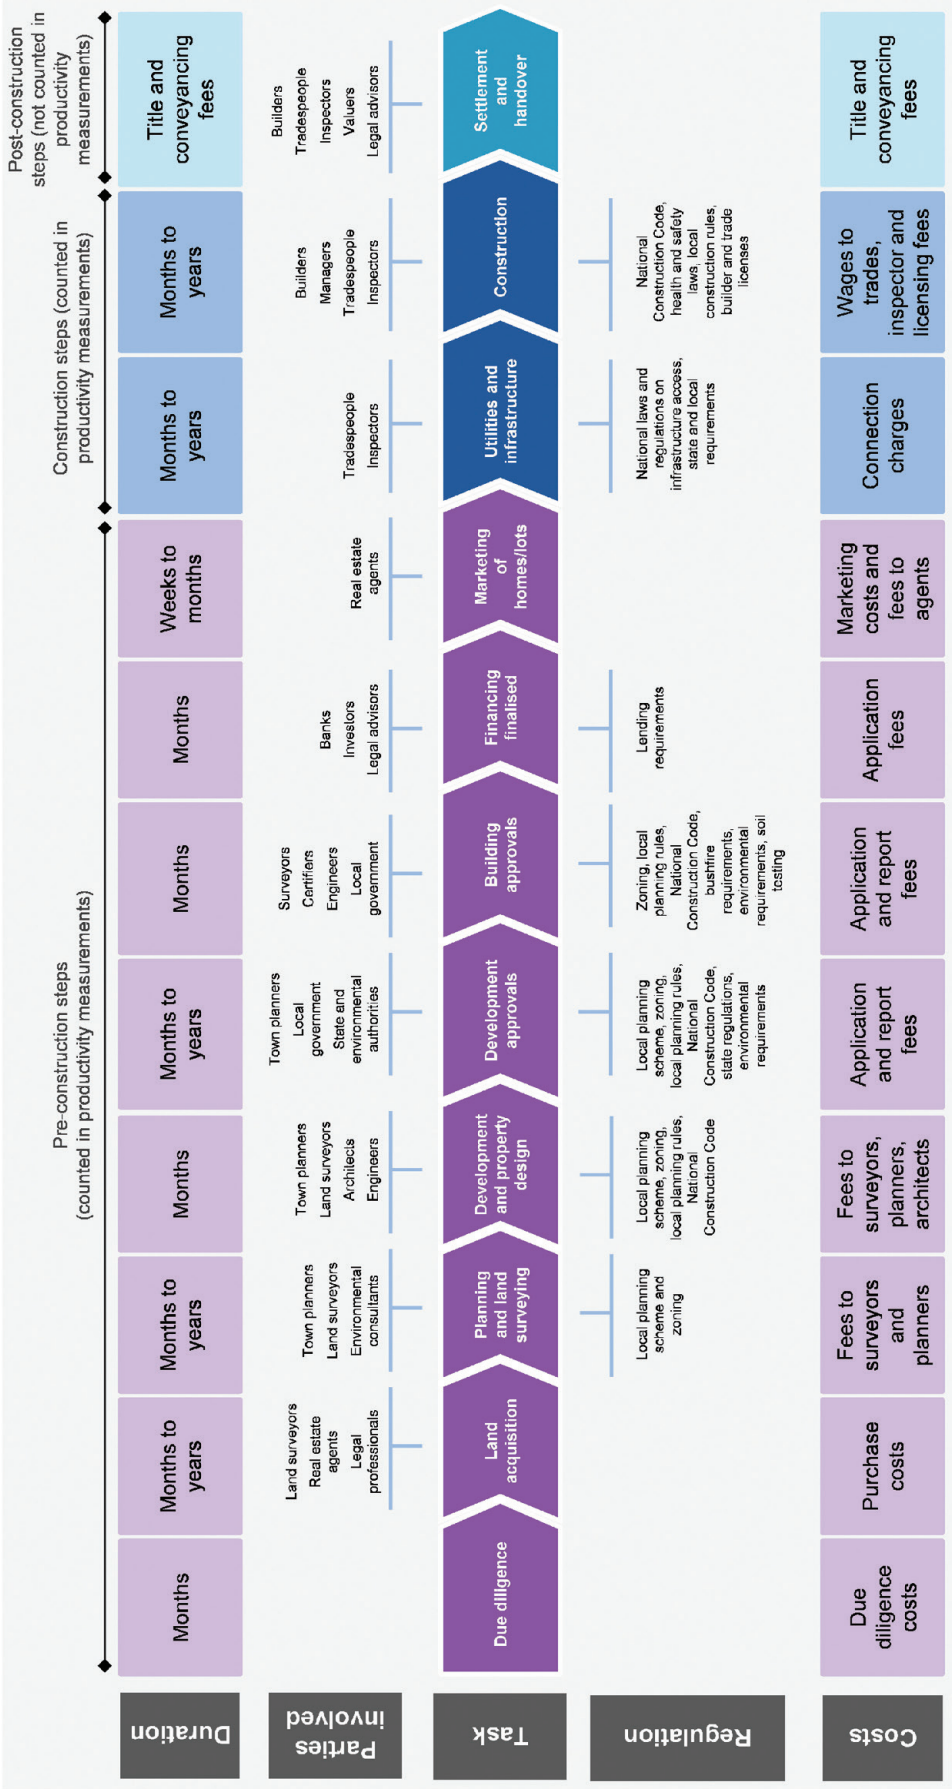 Pre-construction steps
(counted in productivity measurements)
Construction steps (counted in
productivity measurements)
Post-construction
steps (not counted in
productivity
measurements)
Duration
Months
Months to
years
Months to
years
Months
Months to
years
Months
Months
Weeks to
months
Months to
years
Months to
years
Title and
conveyancing
fees
Parties
involved
Land surveyors
Real estate
agents
Legal
professionals
Town planners
Land surveyors
Environmental
consultants
Town planners
Land surveyors
Architects
Engineers
Town planners
Local
government
State and
environmental
authorities
Surveyors
Certifiers
Engineers
Local
government
Banks
Investors
Legal advisors
Real estate
agents
Tradespeople
Inspectors
Builders
Managers
Tradespeople
Inspectors
Builders
Tradespeople
Inspectors
Valuers
Legal advisors
Task
Due diligence
Land
acquisition
Planning
and land
surveying
Development
and property
design
Development
approvals
Building
approvals
Financing
finalised
Marketing
of
homes/lots
Utilities and
infrastructure
Construction
Settlement
and
handover
Regulation
Local planning
scheme and
zoning
Local planning
scheme, zoning,
local planning rules,
National
Construction Code
Local planning
scheme, zoning,
local planning rules,
National
Construction Code,
state regulations,
environmental
requirements
Zoning, local
planning rules,
National
Construction Code,
bushfire
requirements,
environmental
requirements, soil
testing
Lending
requirements
National laws and
regulations on
infrastructure access,
state and local
requirements
National
Construction Code,
health and safety
laws, local
construction rules,
builder and trade
licenses
Costs
Due
diligence
costs
Purchase
costs
Fees to
surveyors
and
planners
Fees to
surveyors,
planners,
architects
Application
and report
fees
Application
and report
fees
Application
fees
Marketing
costs and
fees to
agents
Connection
charges
Wages to
trades,
inspector and
licensing fees
Title and
conveyancing
fees